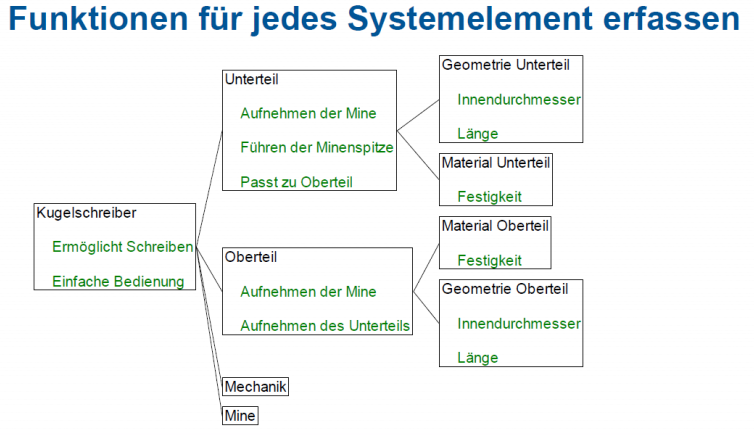 Funktionen für jedes Systemelement erfassen
Kugelschreiber
Ermöglicht Schreiben
Einfache Bedienung
Unterteil
Aufnehmen der Mine
Führen der Minenspitze
Passt zu Oberteil
Oberteil
Aufnehmen der Mine
Aufnehmen des Unterteils
Mechanik
Mine
Geometrie Unterteil
Innendurchmesser
Länge
Material Unterteil
Festigkeit
Material Oberteil
Festigkeit
Geometrie Oberteil
Innendurchmesser
Länge